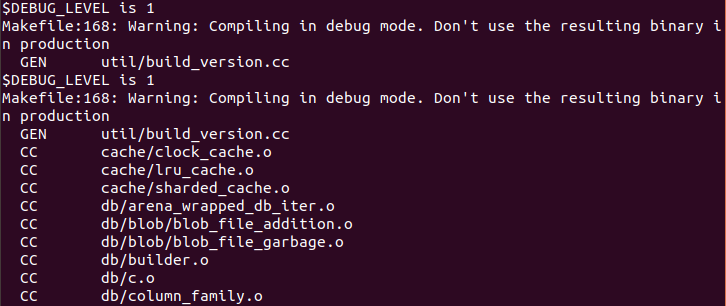 $DEBUG_LEVEL is 1
Makefile:168: Warning: Compiling in debug mode. Don't use the resulting binary i
n production
  GEN      util/build_version.cc
$DEBUG_LEVEL is 1
Makefile:168: Warning: Compiling in debug mode. Don't use the resulting binary i
n production
  GEN      util/build_version.cc
  CC       cache/clock_cache.o
  CC       cache/lru_cache.o
  CC       cache/sharded_cache.o
  CC       db/arena_wrapped_db_iter.o
  CC       db/blob/blob_file_addition.o
  CC       db/blob/blob_file_garbage.o
  CC       db/builder.o
  CC       db/c.o
  CC       db/column_family.o